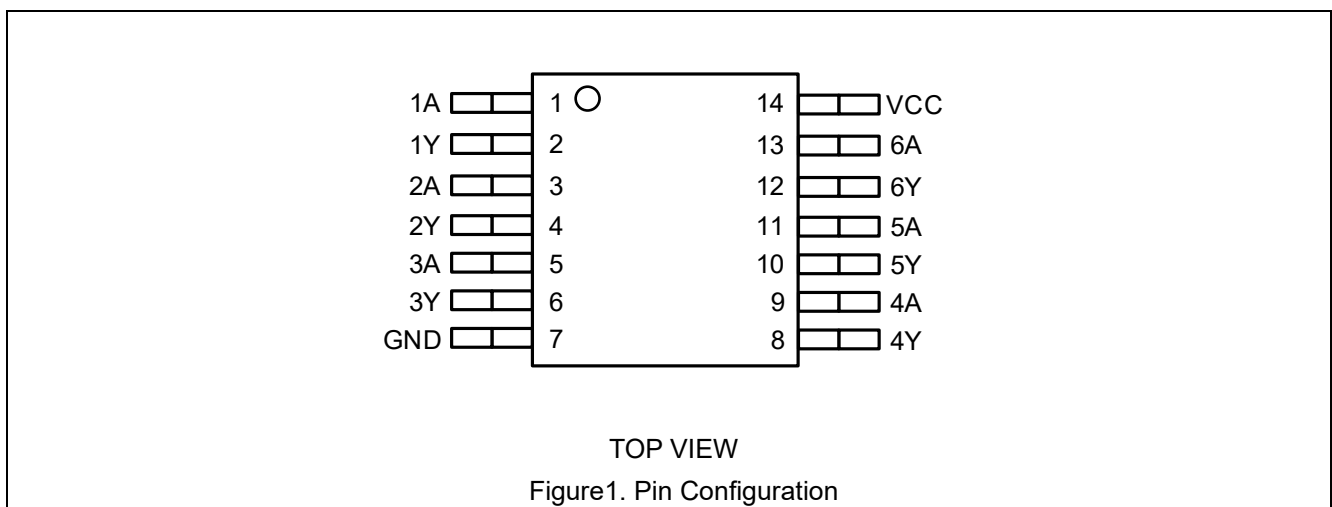 1A 1 14 VCC
1Y 2 13 6A
2A 3 12 6Y
2Y 4 11 5A
3A 5 10 5Y
3Y 6 9 4A
GND 7 8 4Y
TOP VIEW
Figure1. Pin Configuration